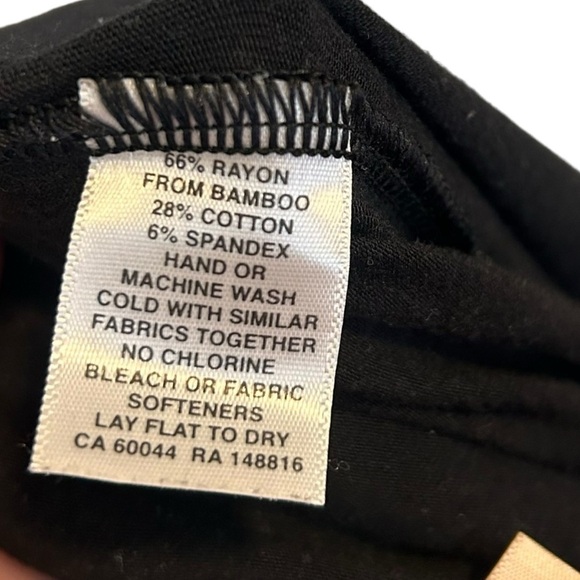 66% RAYON
FROM BAMBOO
28% COTTON
6% SPANDEX
HAND OR
MACHINE WASH
COLD WITH SIMILAR
FABRICS TOGETHER
NO CHLORINE
BLEACH OR FABRIC
SOFTENERS
LAY FLAT TO DRY
CA 60044 RA 148816